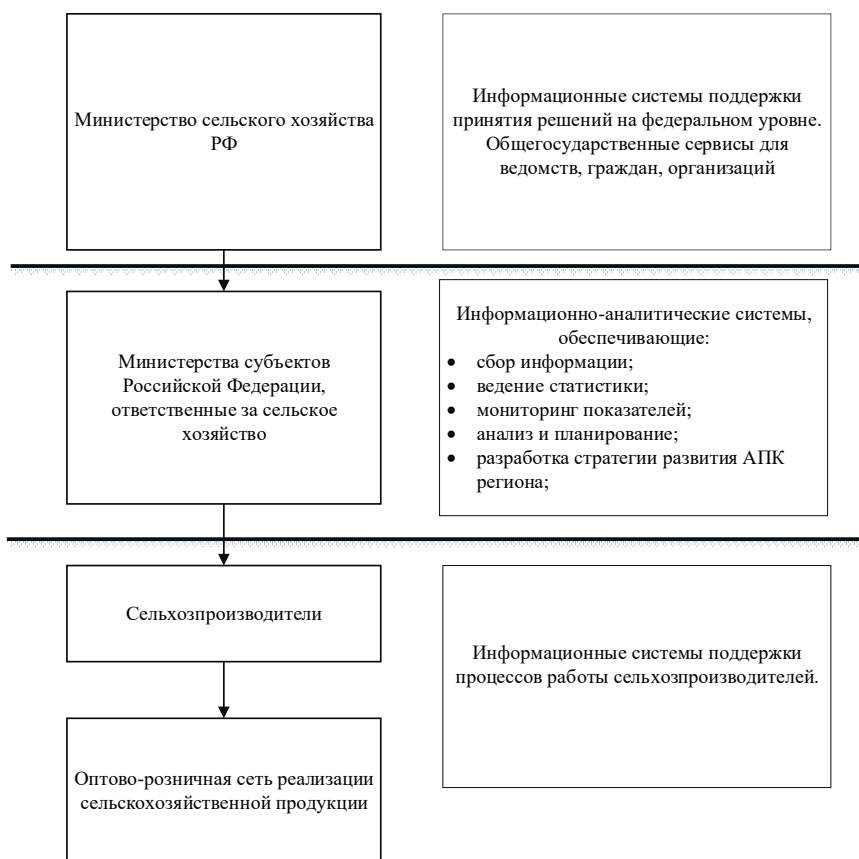 Министерство сельского хозяйства
РФ
Информационные системы поддержки
принятия решений на федеральном уровне.
Общегосударственные сервисы для
ведомств, граждан, организаций
Министерства субъектов
Российской Федерации,
ответственные за сельское
хозяйство
Информационно-аналитические системы,
обеспечивающие:
• сбор информации;
• ведение статистики;
• мониторинг показателей;
• анализ и планирование;
• разработка стратегии развития АПК
региона;
Сельхозпроизводители
Информационные системы поддержки
процессов работы сельхозпроизводителей.
Оптово-розничная сеть реализации
сельскохозяйственной продукции